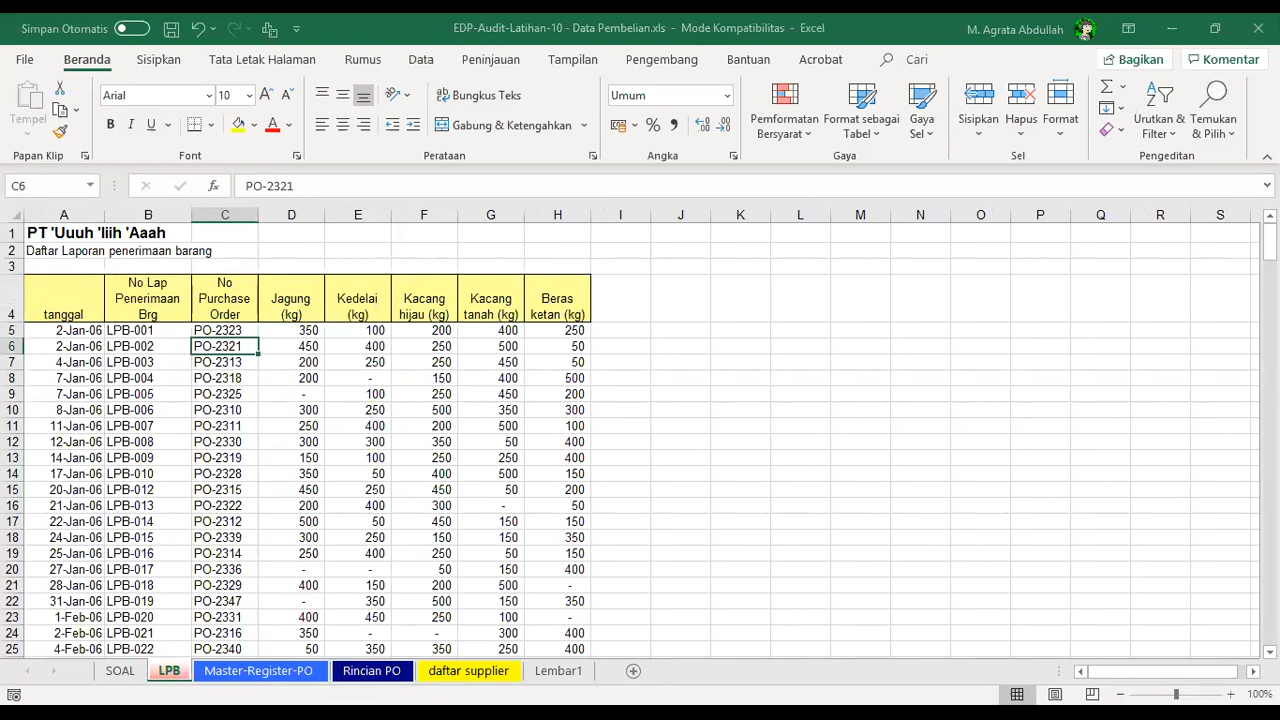 Simpan Otomatis EDP-Audit-Latihan-10 - Data Pembelian.xls - Mode Kompatibilitas - Excel M. Agrata Abdullah
File Beranda Sisipkan Tata Letak Halaman Rumus Data Peninjauan Tampilan Pengembang Bantuan Acrobat Cari Bagikan Komentar
Tempel
Papan Klip
Arial 10
B I U
Font
Bungkus Teks
Gabung & Ketengahkan
Perataan
Umum
Angka
Pemformatan Bersyarat
Format sebagai Tabel
Gaya Sel
Gaya
Sisipkan Hapus Format
Sel
Urutkan & Filter
Temukan & Pilih
Pengeditan
C6 fx PO-2321
A B C D E F G H I J K L M N O P Q R S
1 PT 'Uuuh 'Iiih 'Aaah
2 Daftar Laporan penerimaan barang
3
4 tanggal No Lap Penerimaan Brg No Purchase Order Jagung (kg) Kedelai (kg) Kacang hijau (kg) Kacang tanah (kg) Beras ketan (kg)
5 2-Jan-06 LPB-001 PO-2323 350 100 200 400 250
6 2-Jan-06 LPB-002 PO-2321 450 400 250 500 50
7 4-Jan-06 LPB-003 PO-2313 200 250 250 450 50
8 7-Jan-06 LPB-004 PO-2318 200 - 150 400 500
9 7-Jan-06 LPB-005 PO-2325 - 100 250 450 200
10 8-Jan-06 LPB-006 PO-2310 300 250 500 350 300
11 11-Jan-06 LPB-007 PO-2311 250 400 200 500 100
12 12-Jan-06 LPB-008 PO-2330 300 300 350 50 400
13 14-Jan-06 LPB-009 PO-2319 150 100 250 250 400
14 17-Jan-06 LPB-010 PO-2328 350 50 400 500 150
15 20-Jan-06 LPB-012 PO-2315 450 250 450 50 200
16 21-Jan-06 LPB-013 PO-2322 200 400 300 - 50
17 22-Jan-06 LPB-014 PO-2312 500 50 450 150 150
18 24-Jan-06 LPB-015 PO-2339 300 250 150 150 350
19 25-Jan-06 LPB-016 PO-2314 250 400 250 50 150
20 27-Jan-06 LPB-017 PO-2336 - - 50 150 400
21 28-Jan-06 LPB-018 PO-2329 400 150 200 500 -
22 31-Jan-06 LPB-019 PO-2347 - 350 500 150 350
23 1-Feb-06 LPB-020 PO-2331 400 450 250 100 -
24 2-Feb-06 LPB-021 PO-2316 350 - - 300 400
25 4-Feb-06 LPB-022 PO-2340 50 350 350 250 400
SOAL LPB Master-Register-PO Rincian PO daftar supplier Lembar1
100%